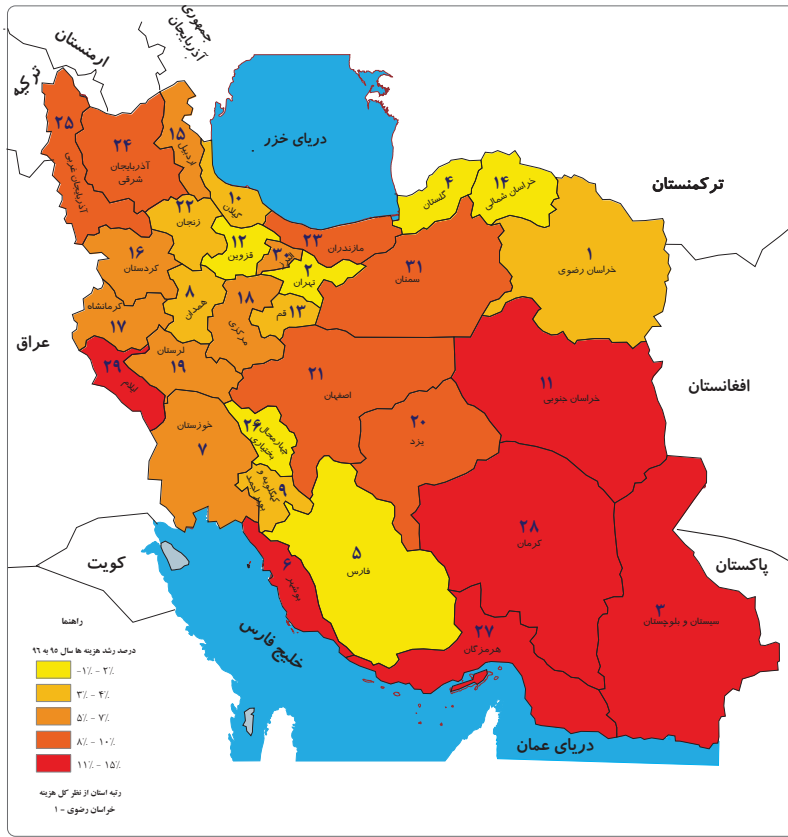 جمهوری
آذربایجان
ارمنستان
ترکیه
دریای خزر
ترکمنستان
۲۵
آذربایجان غربی
۲۴
آذربایجان
شرقی
۱۵
اردبیل
۱۰
گیلان
۴
گلستان
۱۴
خراسان شمالی
۱
خراسان رضوی
۲۲
زنجان
۱۲
قزوین
۲۳
مازندران
۳۰
۲
تهران
۳۱
سمنان
۱۶
کردستان
۸
همدان
۱۸
مرکزی
۱۳ قم
کرمانشاه
۱۷
عراق
۲۹
ایلام
لرستان
۱۹
۲۱
اصفهان
۱۱
خراسان جنوبی
افغانستان
۲۰
یزد
خوزستان
۷
۲۶
چهارمحال
بختیاری
۹
کهگلویه و
بویر احمد
۵
فارس
۲۸
کرمان
کویت
پاکستان
۶
بوشهر
خلیج فارس
۲۷
هرمزگان
۳
سیستان و بلوچستان
دریای عمان
راهنما
درصد رشد هزینه ها سال ۹۵ به ۹۶
-۱٪ - ۲٪
۳٪ - ۴٪
۵٪ - ۷٪
۸٪ - ۱۰٪
۱۱٪ - ۱۵٪
رتبه استان از نظر کل هزینه
خراسان رضوی - ۱